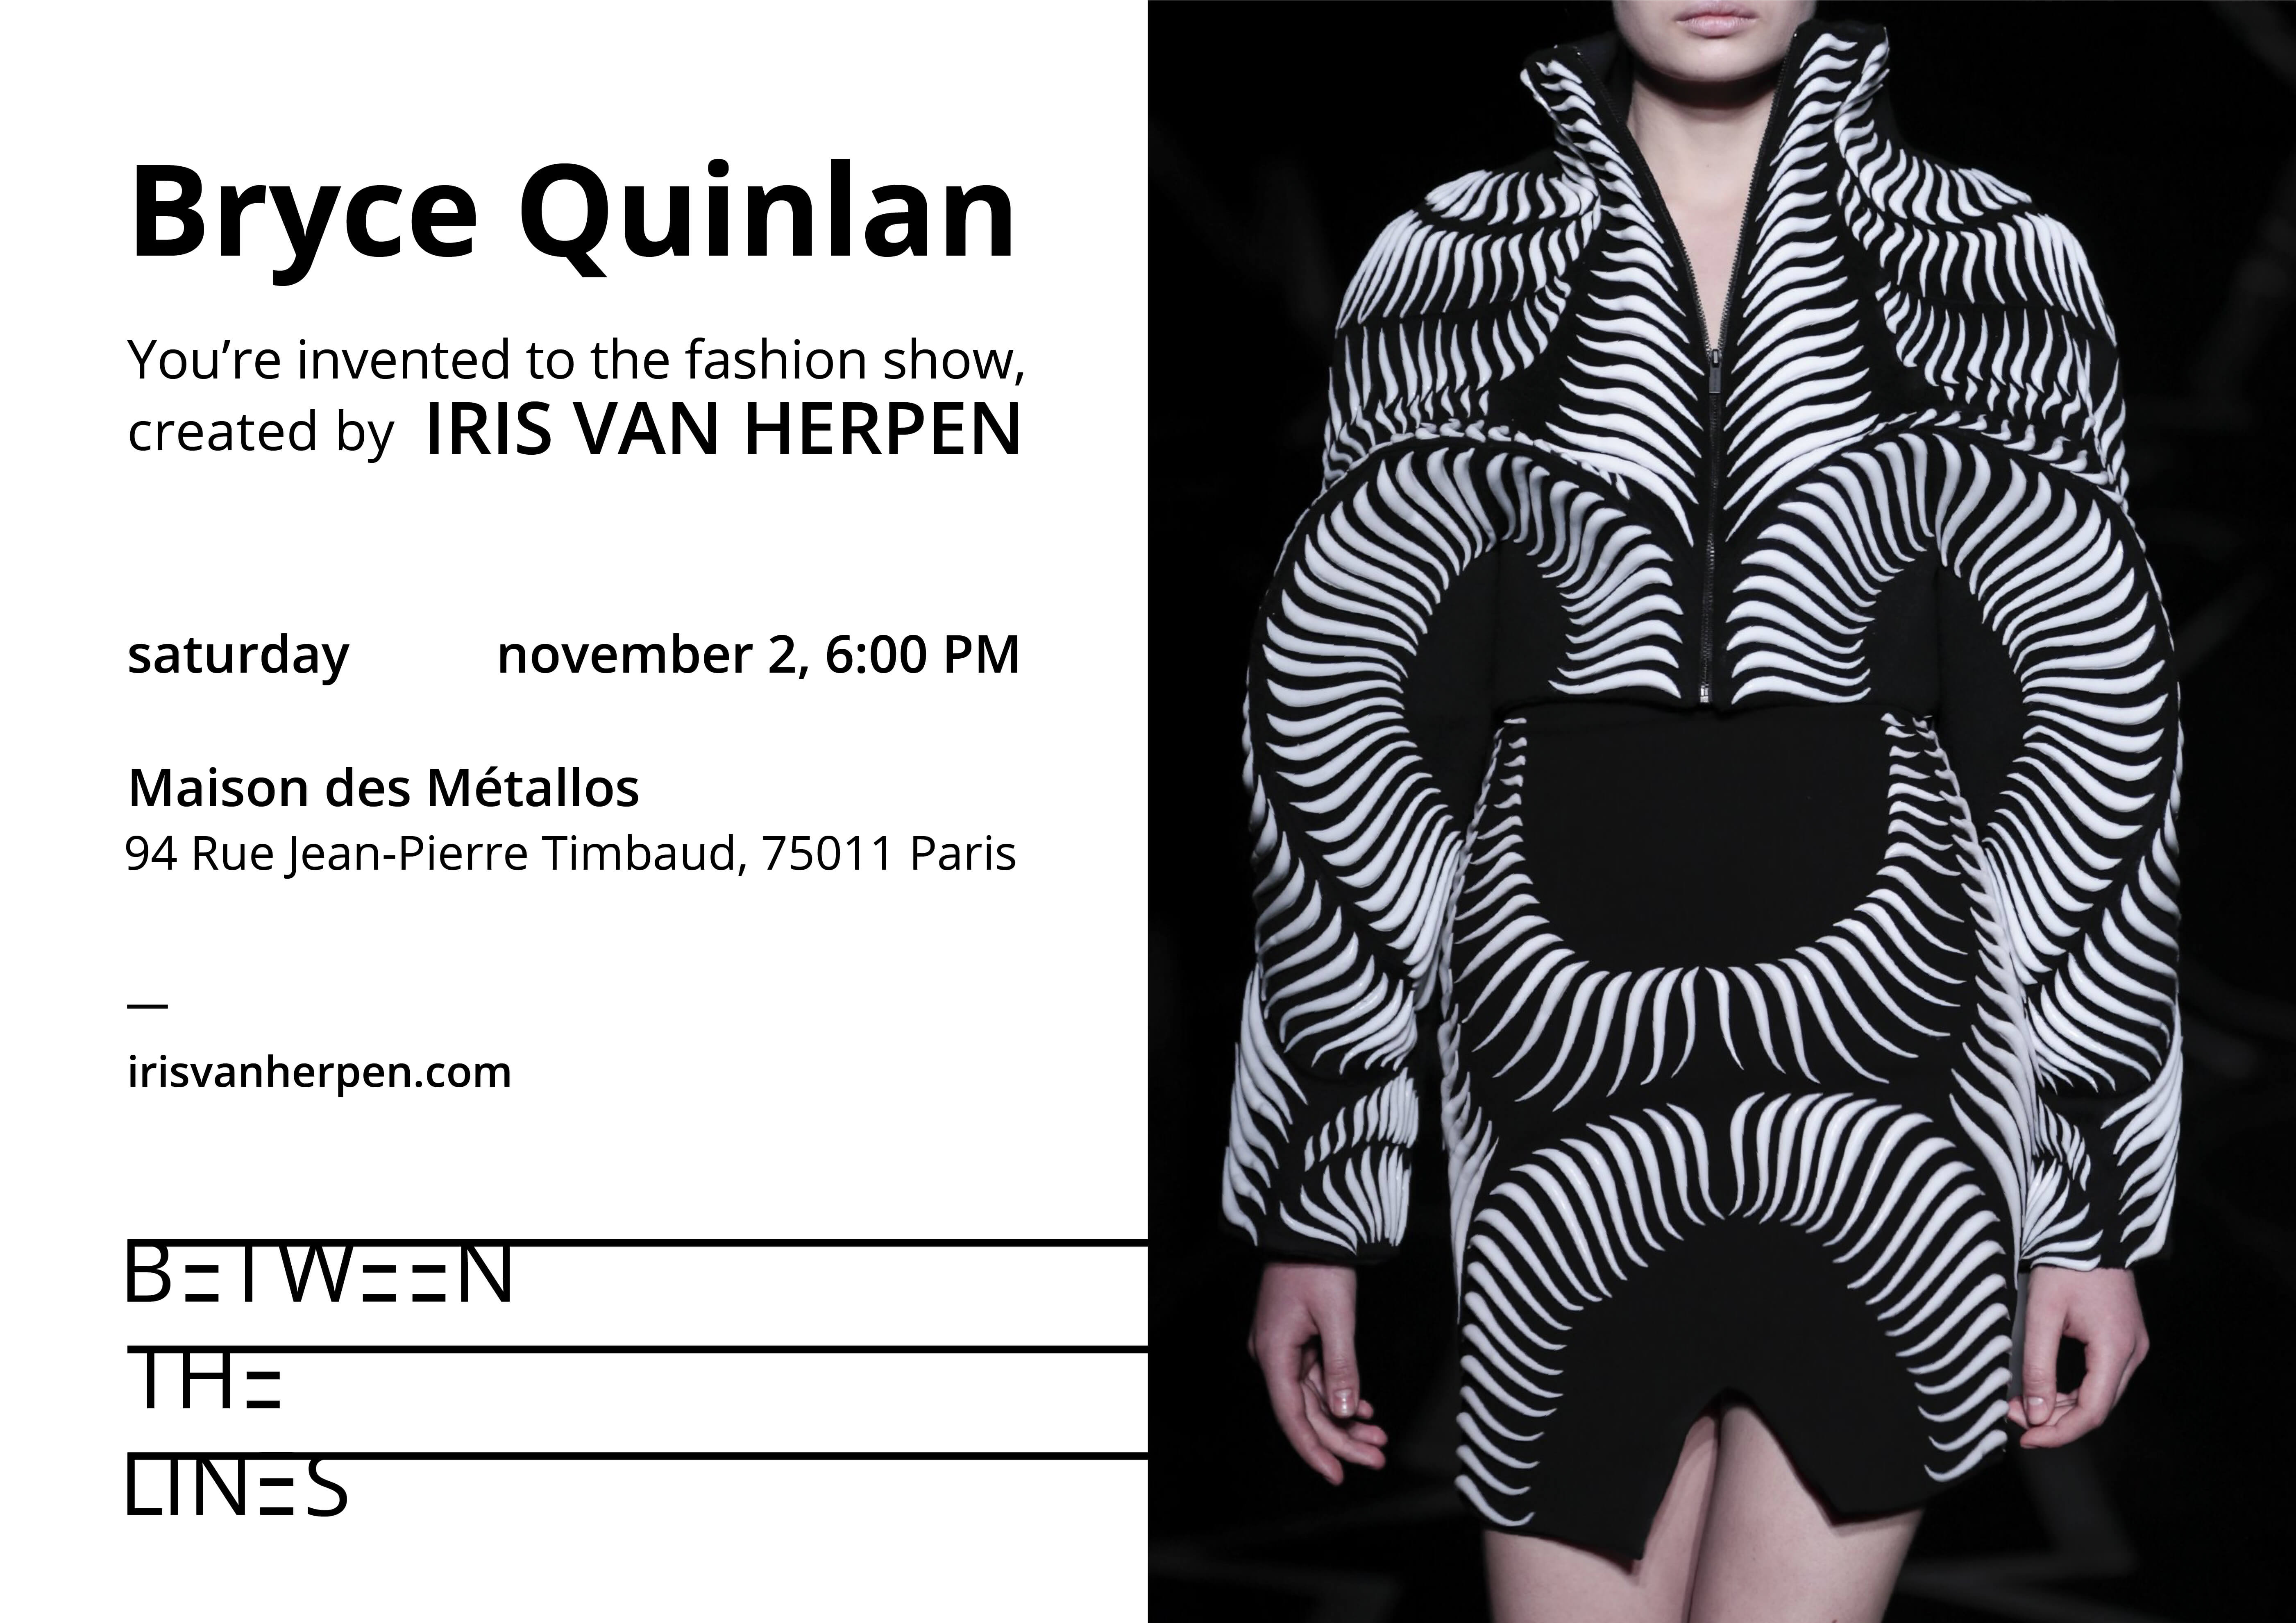 Bryce Quinlan
You’re invented to the fashion show,
created by IRIS VAN HERPEN
saturday november 2, 6:00 PM
Maison des Métallos
94 Rue Jean-Pierre Timbaud, 75011 Paris
—
irisvanherpen.com
BETWEEN
THE
LINES